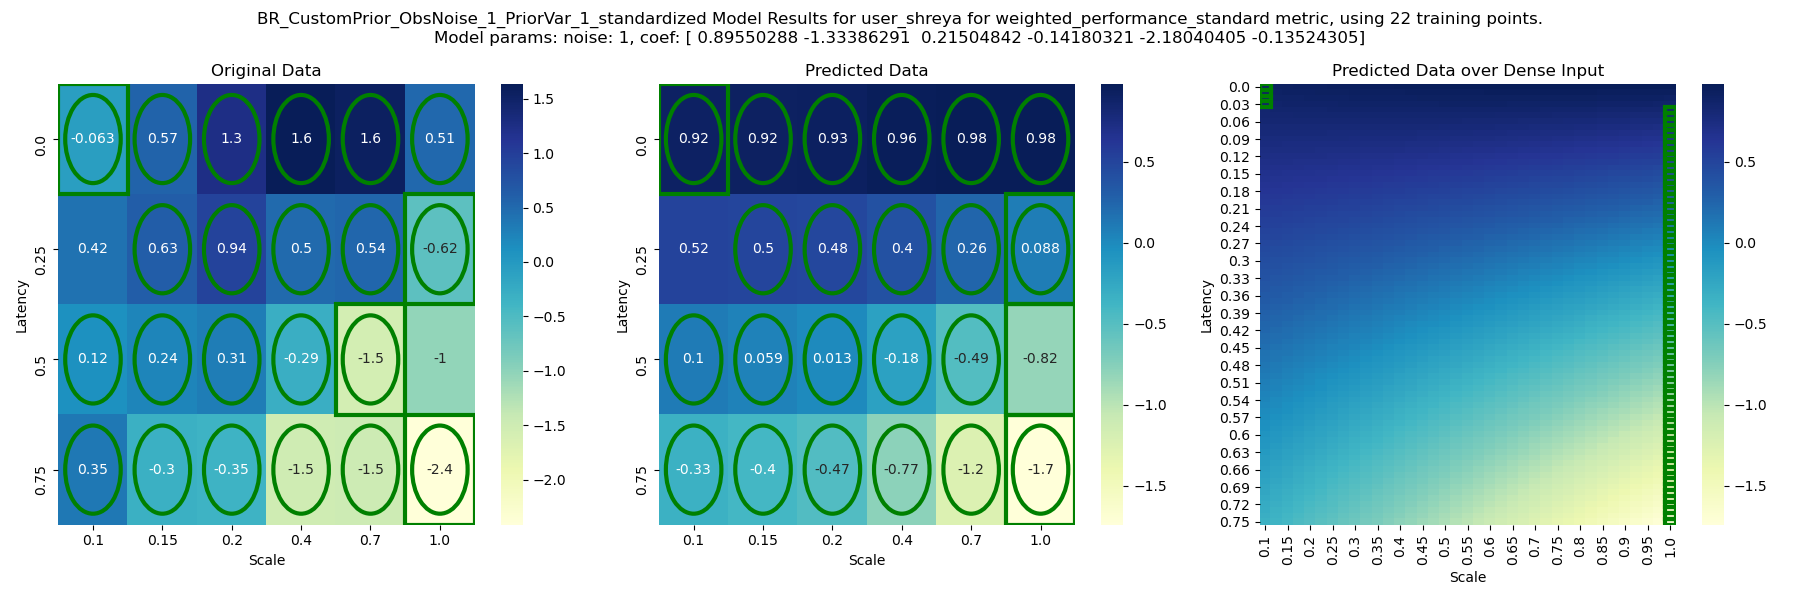 BR_CustomPrior_ObsNoise_1_PriorVar_1_standardized Model Results for user_shreya for weighted_performance_standard metric, using 22 training points.
Model params: noise: 1, coef: [ 0.89550288 -1.33386291  0.21504842 -0.14180321 -2.18040405 -0.13524305]
Original Data
Latency
0.0 0.25 0.5 0.75
-0.063 0.57 1.3 1.6 1.6 0.51
0.42 0.63 0.94 0.5 0.54 -0.62
0.12 0.24 0.31 -0.29 -1.5 -1
0.35 -0.3 -0.35 -1.5 -1.5 -2.4
0.1 0.15 0.2 0.4 0.7 1.0
Scale
1.5
1.0
0.5
0.0
−0.5
−1.0
−1.5
−2.0
Predicted Data
Latency
0.0 0.25 0.5 0.75
0.92 0.92 0.93 0.96 0.98 0.98
0.52 0.5 0.48 0.4 0.26 0.088
0.1 0.059 0.013 -0.18 -0.49 -0.82
-0.33 -0.4 -0.47 -0.77 -1.2 -1.7
0.1 0.15 0.2 0.4 0.7 1.0
Scale
0.5
0.0
−0.5
−1.0
−1.5
Predicted Data over Dense Input
Latency
0.0
0.03
0.06
0.09
0.12
0.15
0.18
0.21
0.24
0.27
0.3
0.33
0.36
0.39
0.42
0.45
0.48
0.51
0.54
0.57
0.6
0.63
0.66
0.69
0.72
0.75
0.1 0.15 0.2 0.25 0.3 0.35 0.4 0.45 0.5 0.55 0.6 0.65 0.7 0.75 0.8 0.85 0.9 0.95 1.0
Scale
0.5
0.0
−0.5
−1.0
−1.5